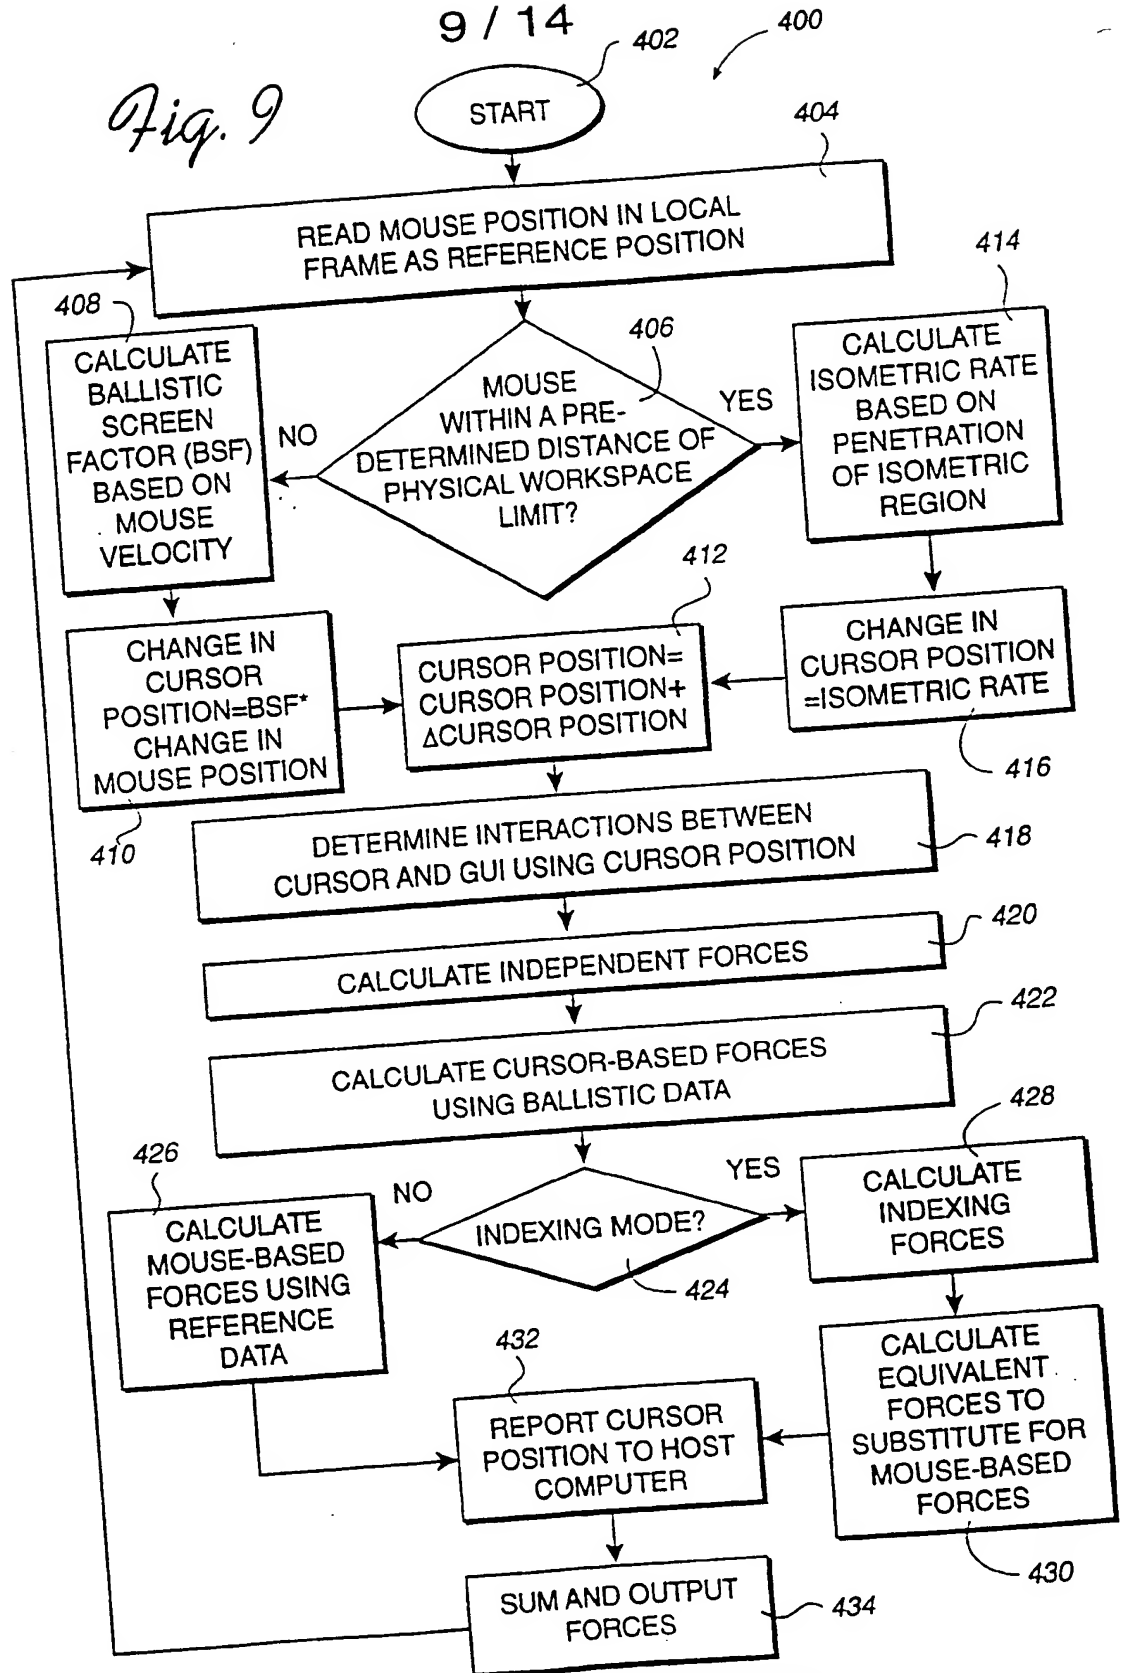 9 / 14
400
402
Fig. 9
START
404
READ MOUSE POSITION IN LOCAL
FRAME AS REFERENCE POSITION
414
408
406
CALCULATE
BALLISTIC
SCREEN
FACTOR (BSF)
BASED ON
MOUSE
VELOCITY
NO
MOUSE
WITHIN A PRE-
DETERMINED DISTANCE OF
PHYSICAL WORKSPACE
LIMIT?
YES
CALCULATE
ISOMETRIC RATE
BASED ON
PENETRATION
OF ISOMETRIC
REGION
412
CHANGE IN
CURSOR
POSITION=BSF*
CHANGE IN
MOUSE POSITION
410
CURSOR POSITION=
CURSOR POSITION+
ΔCURSOR POSITION
CHANGE IN
CURSOR POSITION
=ISOMETRIC RATE
416
DETERMINE INTERACTIONS BETWEEN
CURSOR AND GUI USING CURSOR POSITION
418
CALCULATE INDEPENDENT FORCES
420
CALCULATE CURSOR-BASED FORCES
USING BALLISTIC DATA
422
426
NO
INDEXING MODE?
424
YES
428
CALCULATE
MOUSE-BASED
FORCES USING
REFERENCE
DATA
CALCULATE
INDEXING
FORCES
432
REPORT CURSOR
POSITION TO HOST
COMPUTER
CALCULATE
EQUIVALENT
FORCES TO
SUBSTITUTE FOR
MOUSE-BASED
FORCES
430
SUM AND OUTPUT
FORCES
434